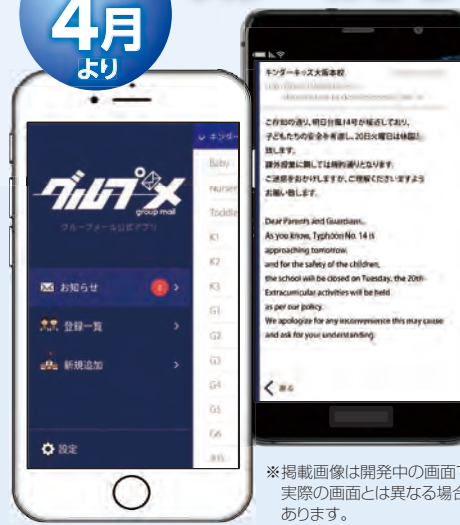 4月
より
グルプメ
group mail
グループメール公式アプリ
お知らせ
登録一覧
新規追加
設定
Baby
Nurser
Toddle
K1
K2
K3
G1
G2
G3
G4
G5
G6
キンダーキッズ大阪本校
ご存知の通り、明日台風14号が接近しており、
子どもたちの安全を考慮し、20日火曜日は休園と
致します。
課外授業に関しては規約通りとなります。
ご迷惑をおかけしますが、ご理解くださいますよう
お願い致します。
Dear Parents and Guardians,
As you know, Typhoon No. 14 is
approaching tomorrow,
and for the safety of the children,
the school will be closed on Tuesday, the 20th
Extracurricular activities will be held
as per our policy.
We apologize for any inconvenience this may cause
and ask for your understanding.
戻る
※掲載画像は開発中の画面で
実際の画面とは異なる場合
あります。